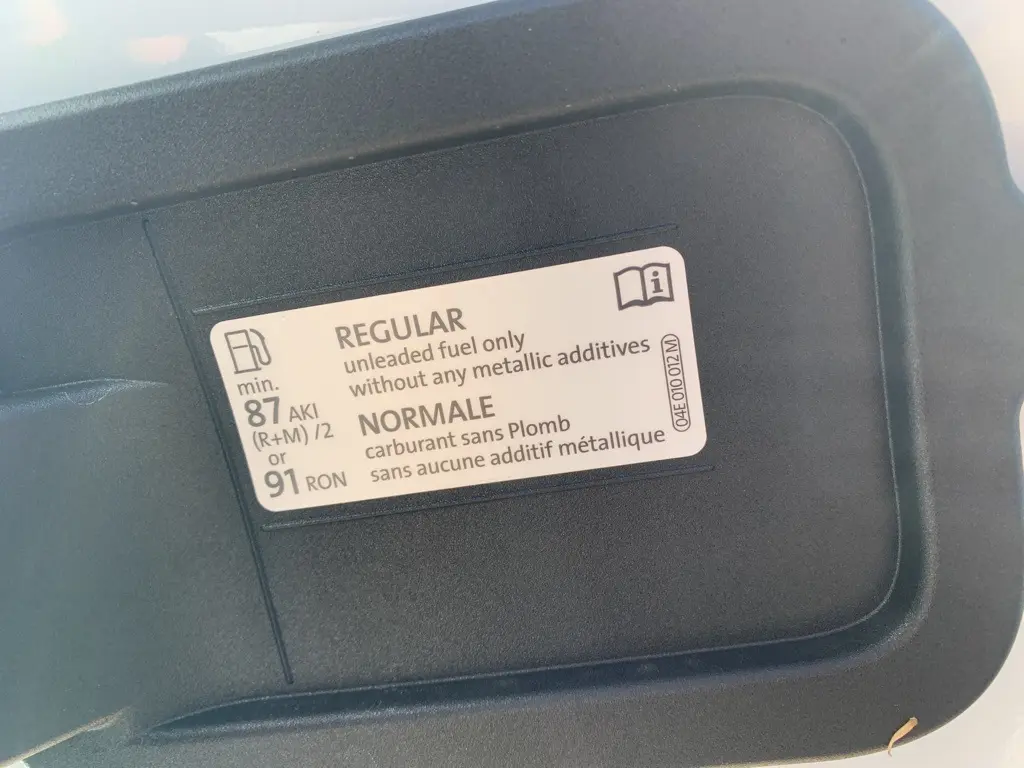 min.
87 AKI
(R+M) /2
or
91 RON
REGULAR
unleaded fuel only
without any metallic additives
NORMALE
carburant sans Plomb
sans aucune additif métallique
i
04E 010 012 M